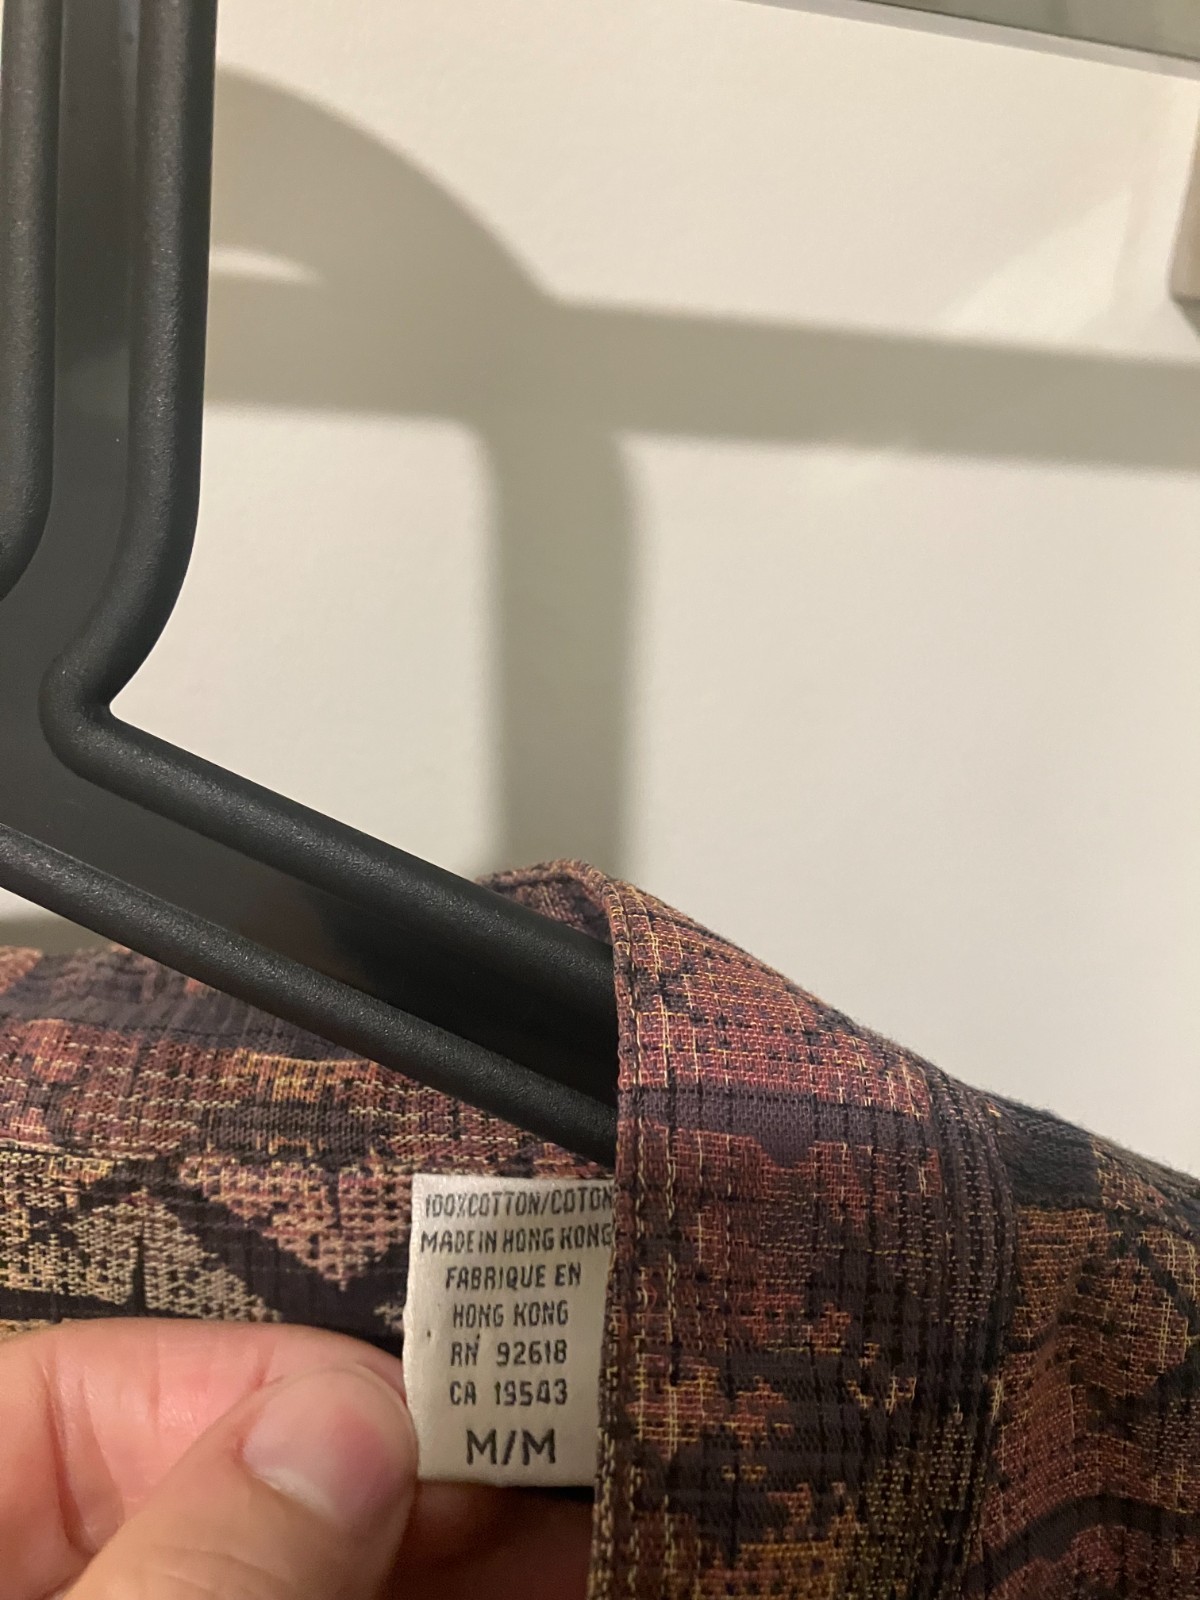 100%COTTON/COTON
MADE IN HONG KONG
FABRIQUE EN
HONG KONG
RN 92618
CA 19543
M/M